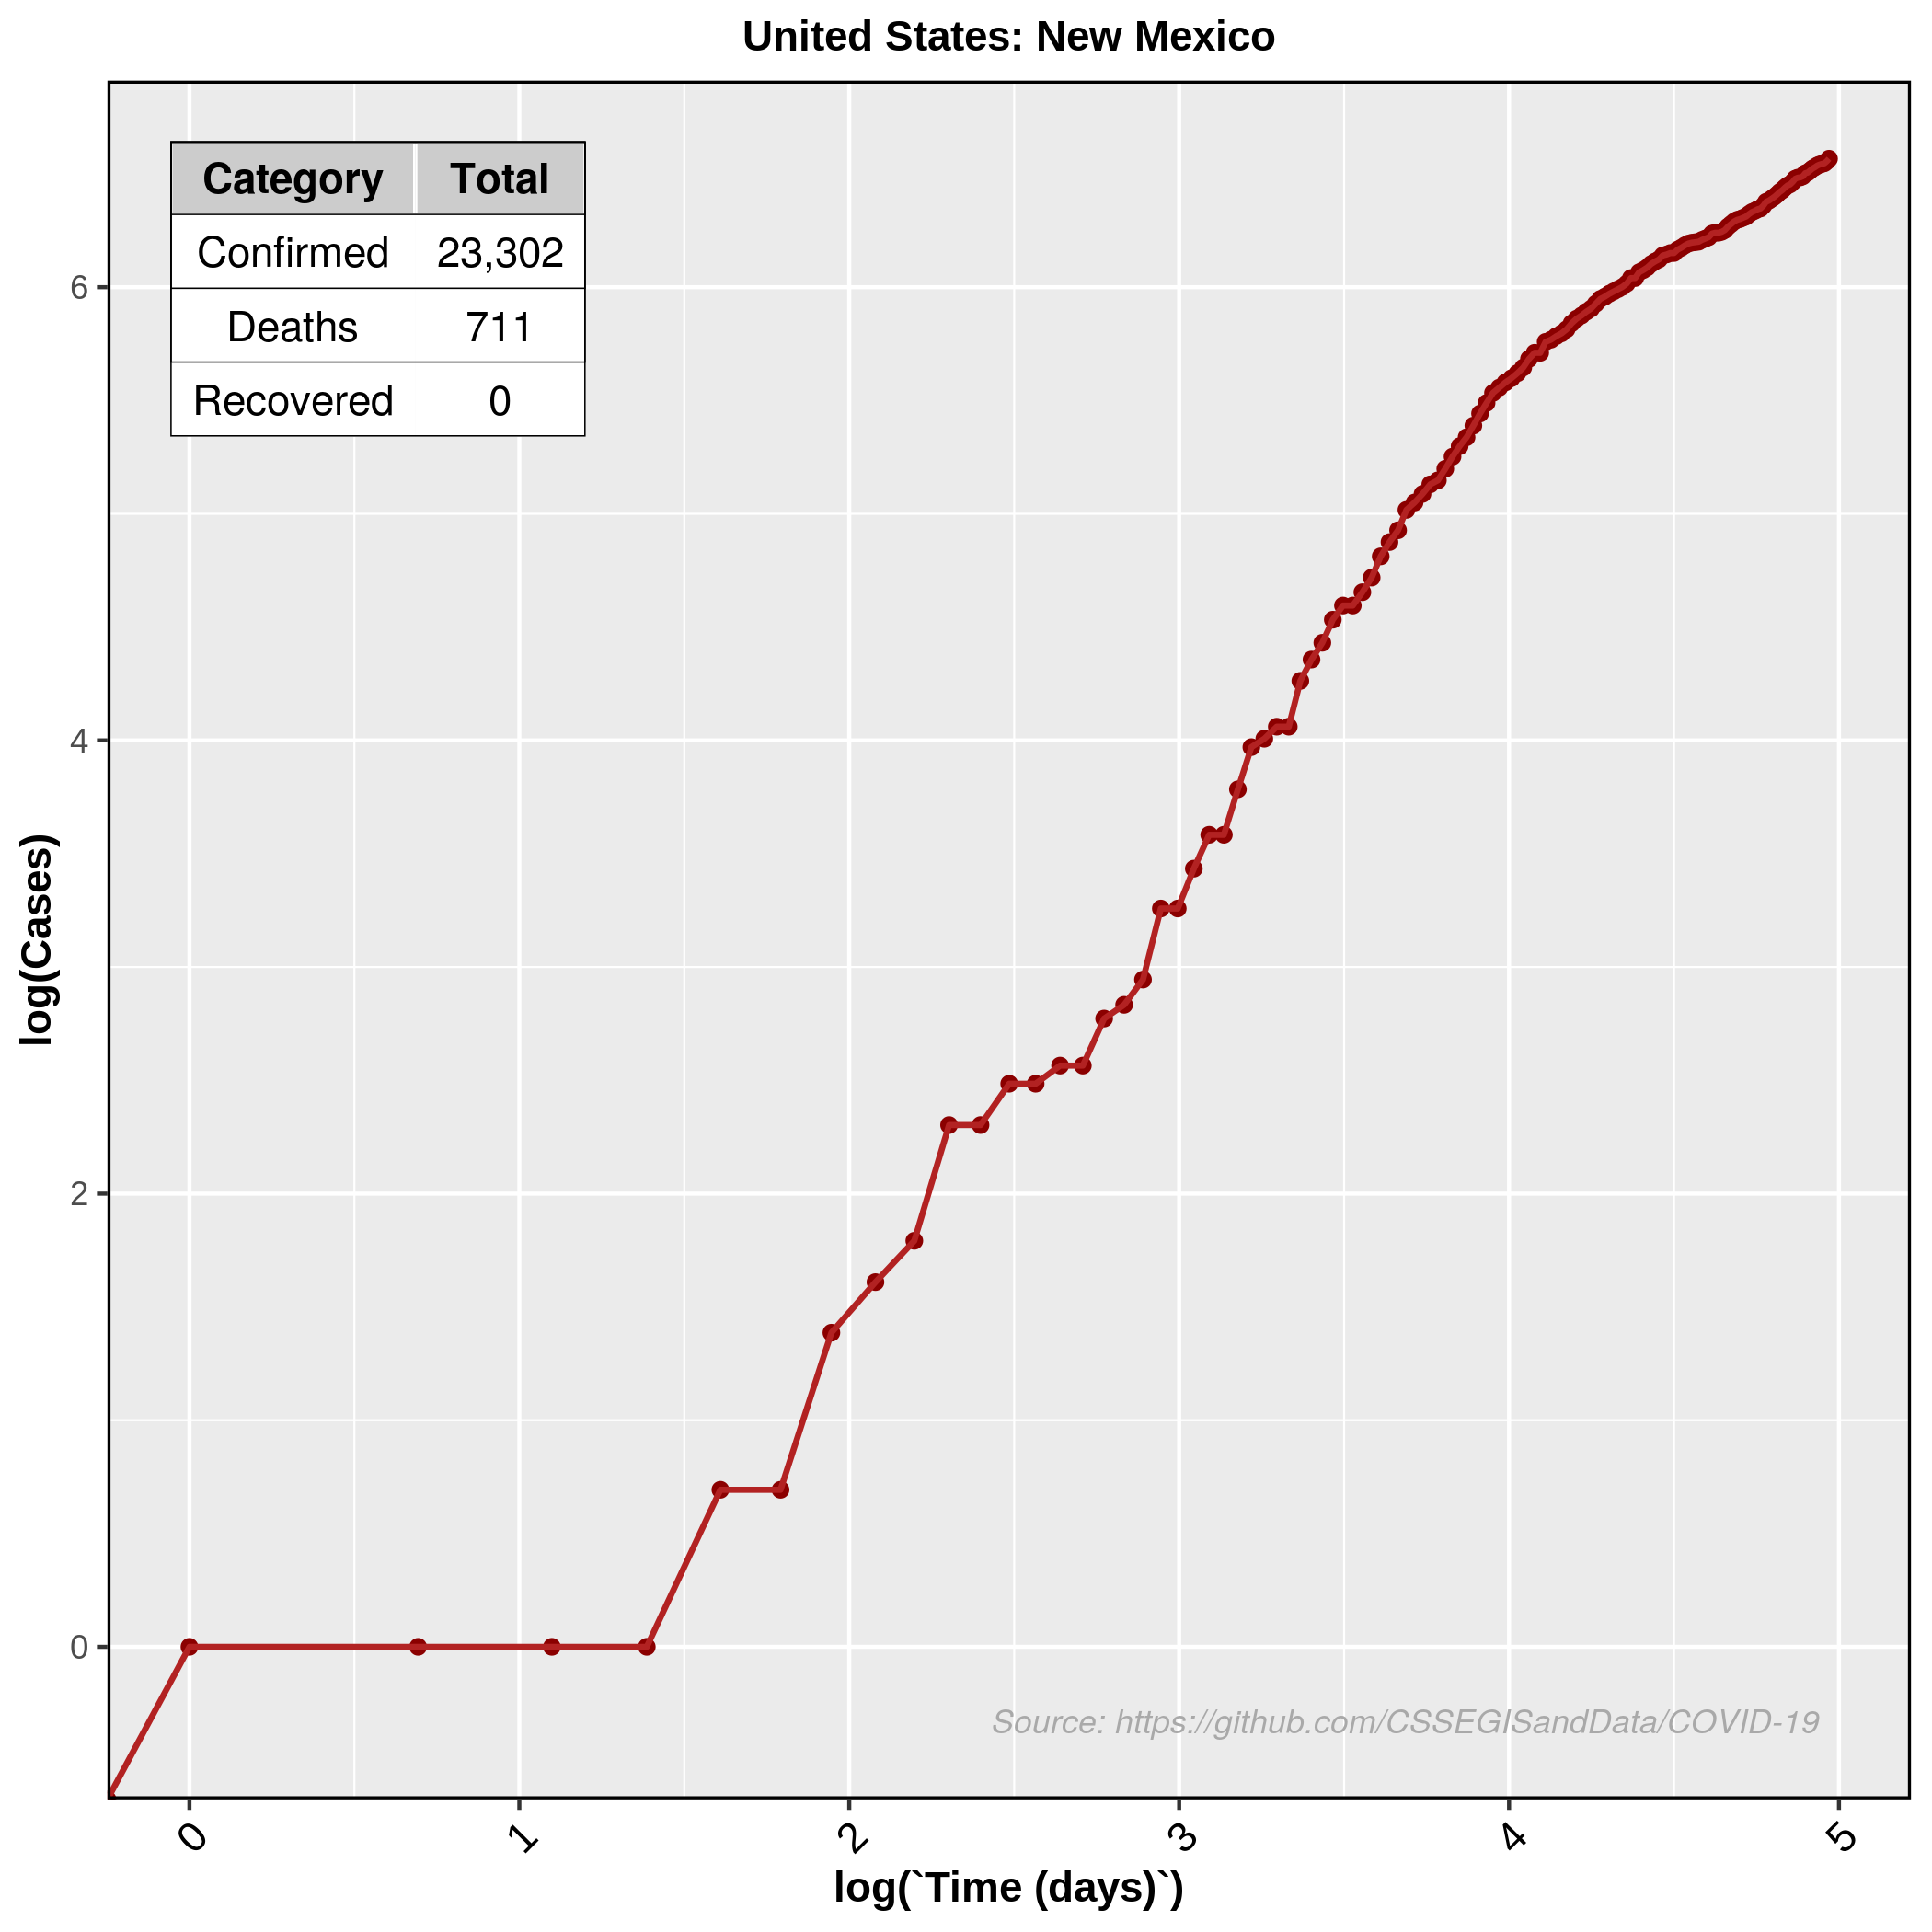 United States: New Mexico
Category Total
Confirmed 23,302
Deaths 711
Recovered 0
6
4
2
0
log(Cases)
Source: https://github.com/CSSEGISandData/COVID-19
0 1 2 3 4 5
log(`Time (days)`)